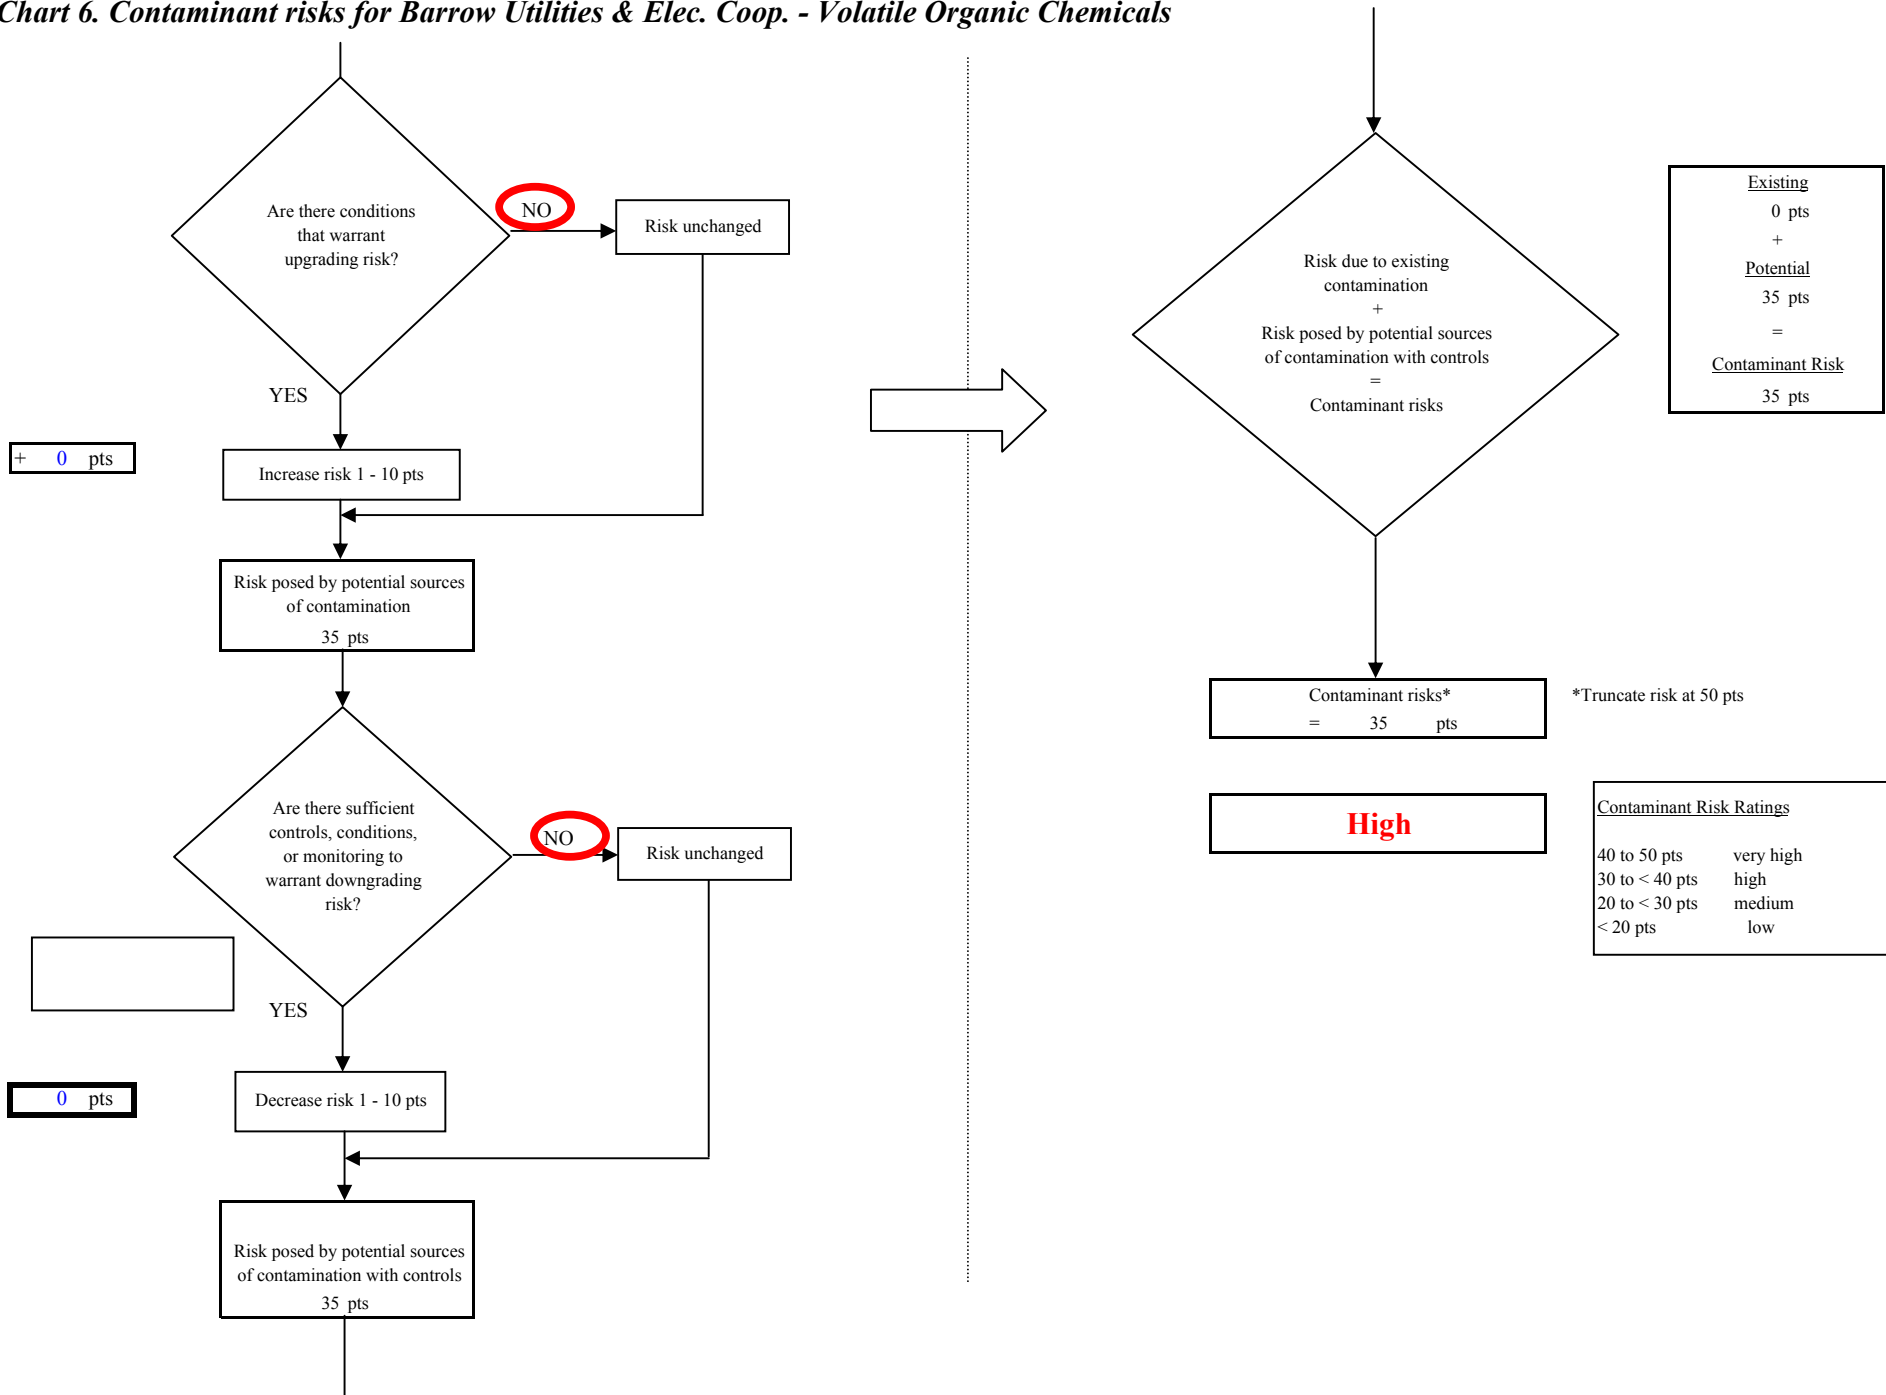 Chart 6. Contaminant risks for Barrow Utilities & Elec. Coop. - Volatile Organic Chemicals
Are there conditions
that warrant
upgrading risk?
NO
Risk unchanged
YES
+ 0 pts
Increase risk 1 - 10 pts
Risk posed by potential sources
of contamination
35 pts
Are there sufficient
controls, conditions,
or monitoring to
warrant downgrading
risk?
NO
Risk unchanged
YES
0 pts
Decrease risk 1 - 10 pts
Risk posed by potential sources
of contamination with controls
35 pts
Risk due to existing
contamination
+
Risk posed by potential sources
of contamination with controls
=
Contaminant risks
Existing
0 pts
+
Potential
35 pts
=
Contaminant Risk
35 pts
Contaminant risks*
= 35 pts
*Truncate risk at 50 pts
High
Contaminant Risk Ratings
40 to 50 pts very high
30 to < 40 pts high
20 to < 30 pts medium
< 20 pts low